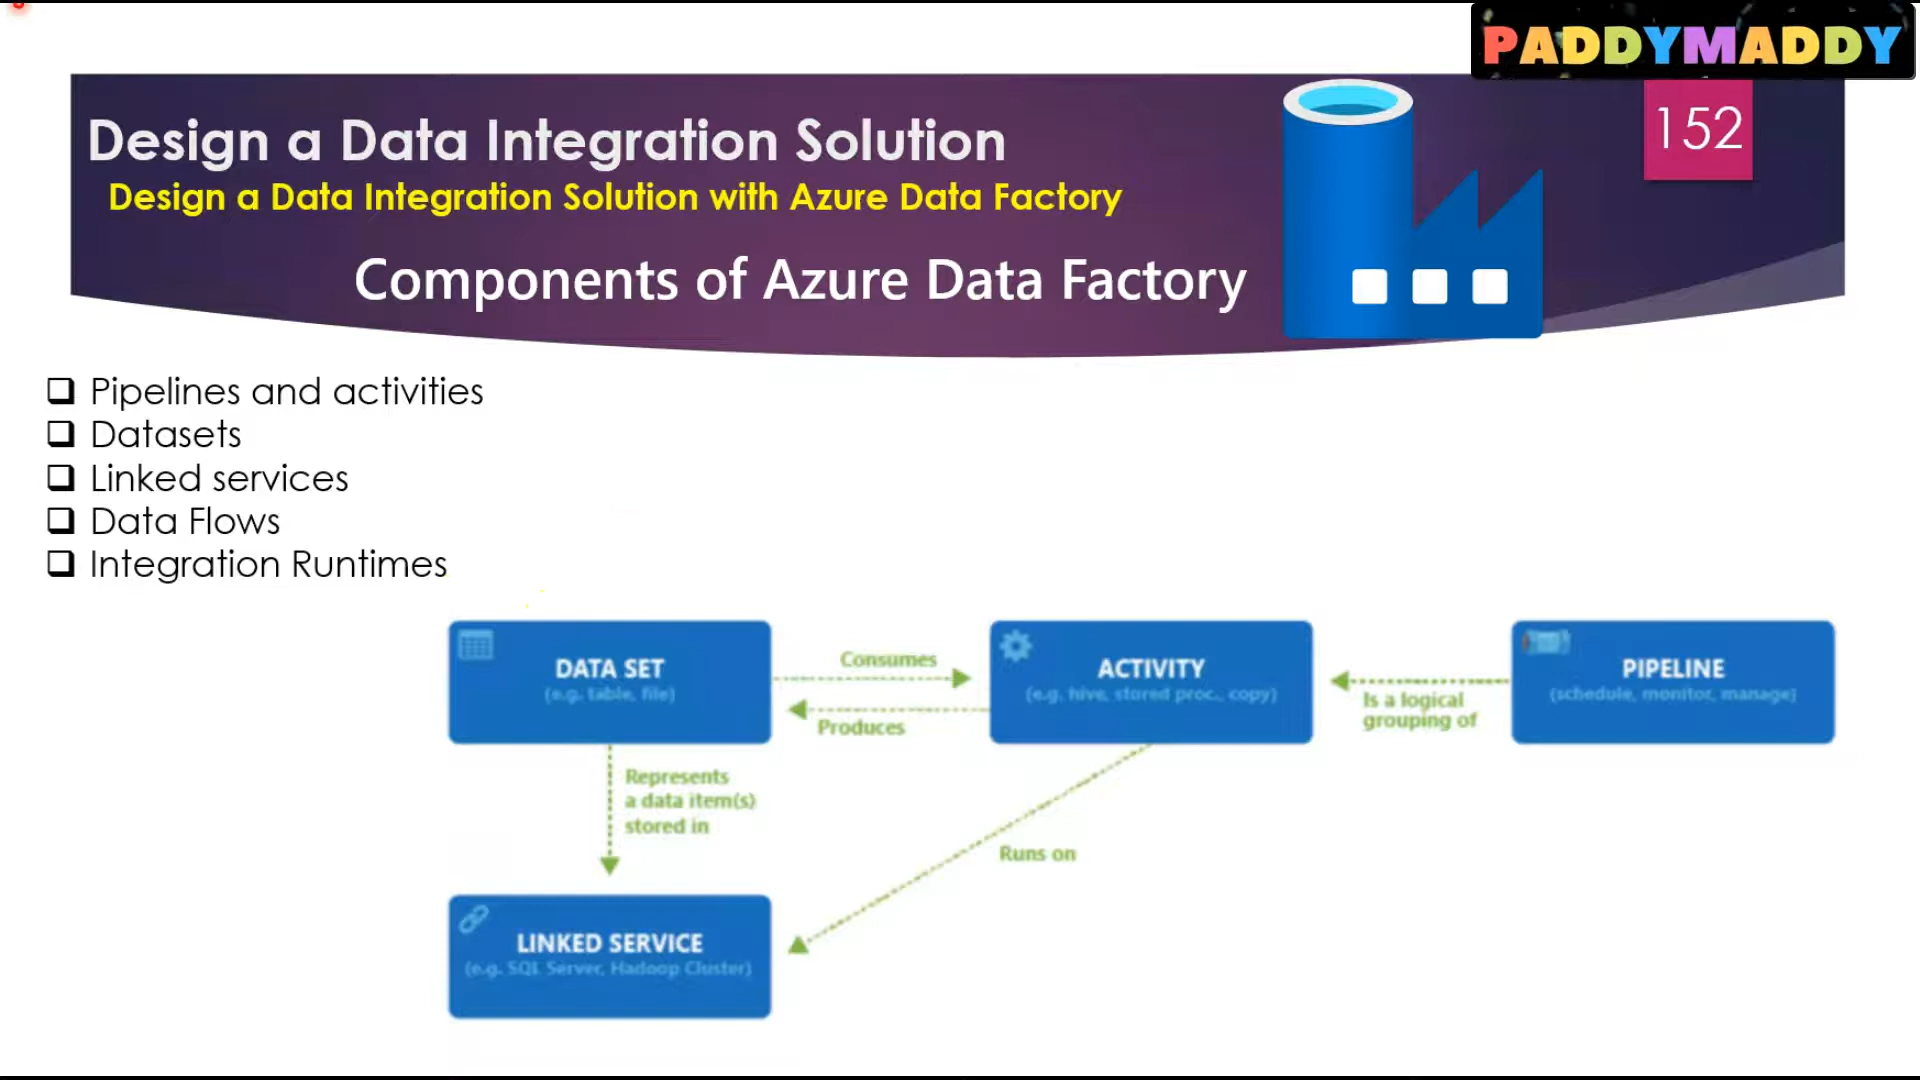 PADDYMADDY
152
Design a Data Integration Solution
Design a Data Integration Solution with Azure Data Factory
Components of Azure Data Factory
Pipelines and activities
Datasets
Linked services
Data Flows
Integration Runtimes
DATA SET
(e.g. table, file)
Consumes
Produces
ACTIVITY
(e.g. hive, stored proc., copy)
Is a logical
grouping of
PIPELINE
(schedule, monitor, manage)
Represents
a data item(s)
stored in
Runs on
LINKED SERVICE
(e.g. SQL Server, Hadoop Cluster)